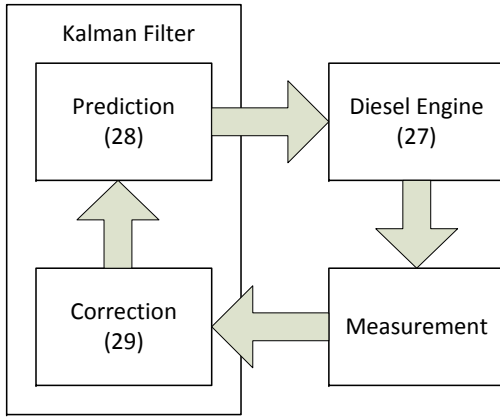 Kalman Filter
Prediction
(28)
Diesel Engine
(27)
Correction
(29)
Measurement